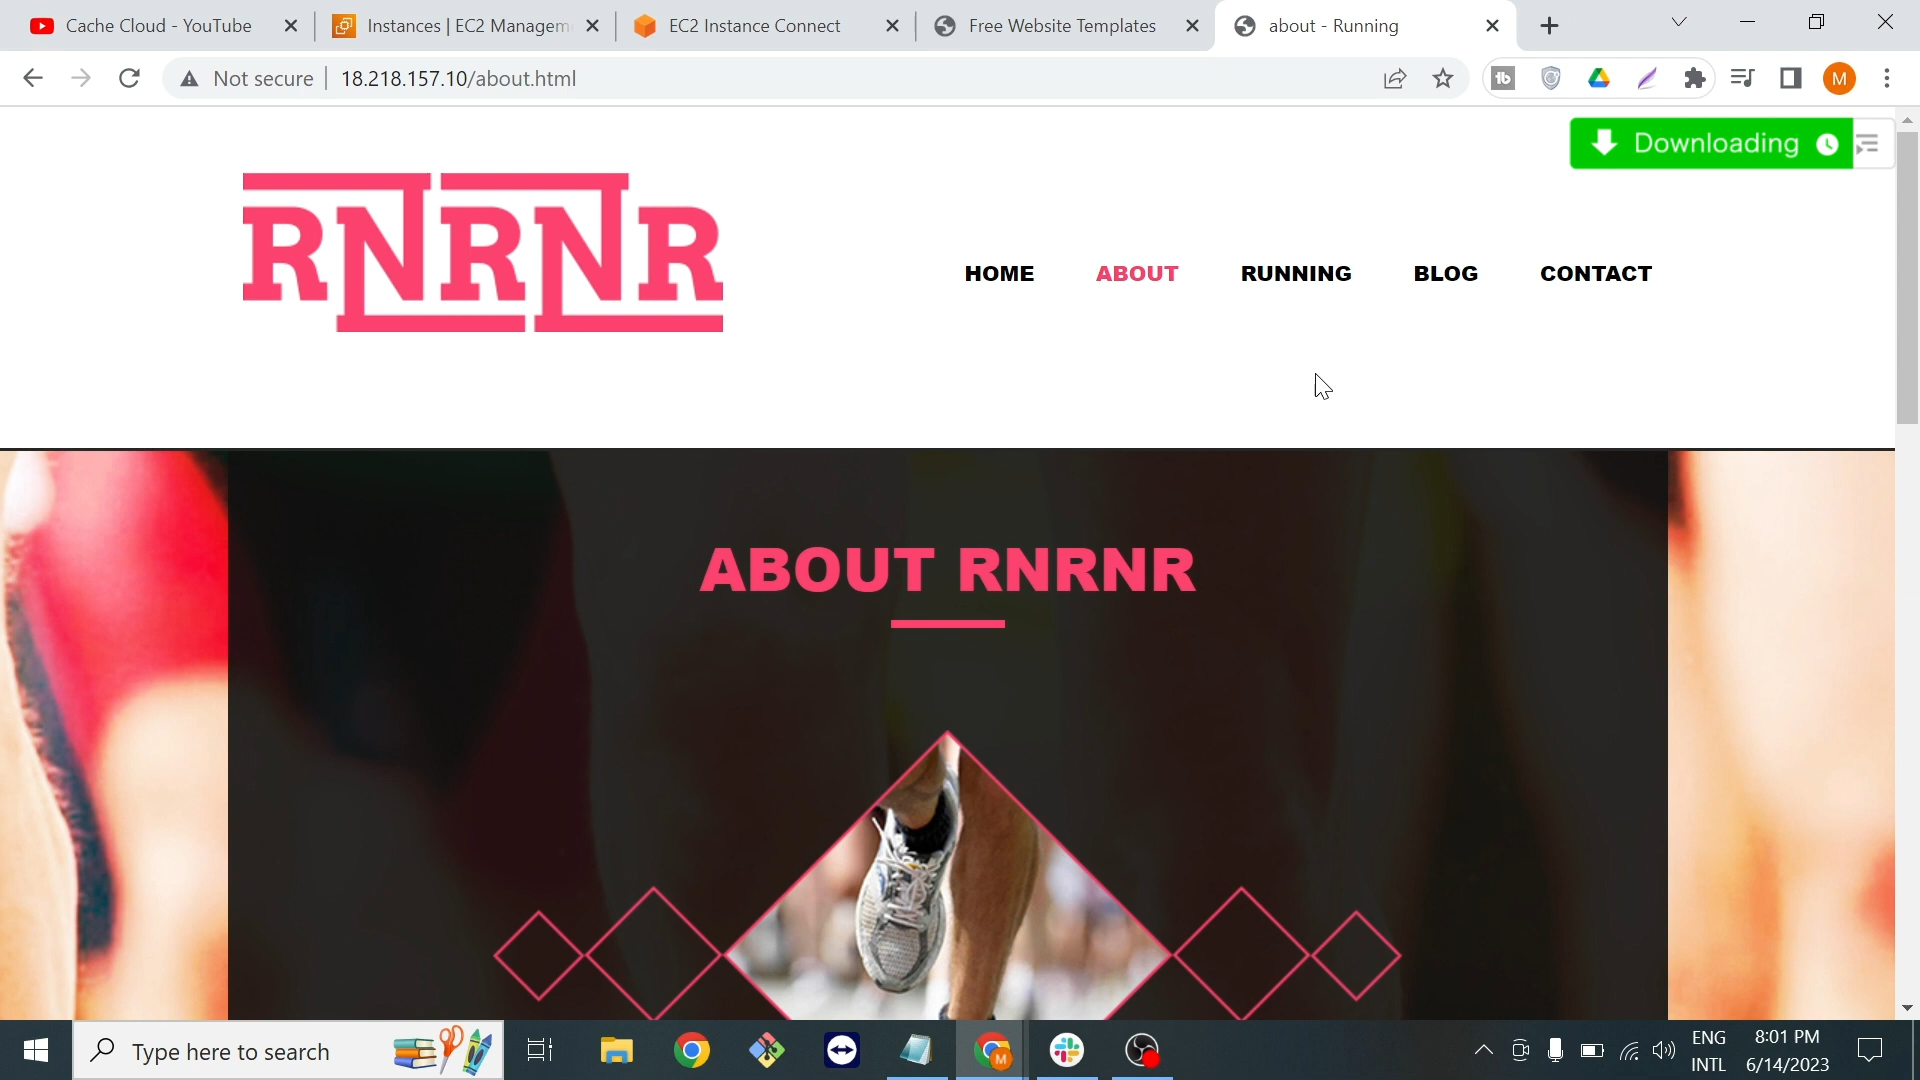 Cache Cloud - YouTube
Instances | EC2 Managem
EC2 Instance Connect
Free Website Templates
about - Running
Not secure
18.218.157.10/about.html
tb
M
Downloading
RNRNR
HOME
ABOUT
RUNNING
BLOG
CONTACT
ABOUT RNRNR
Type here to search
M
ENG
INTL
8:01 PM
6/14/2023